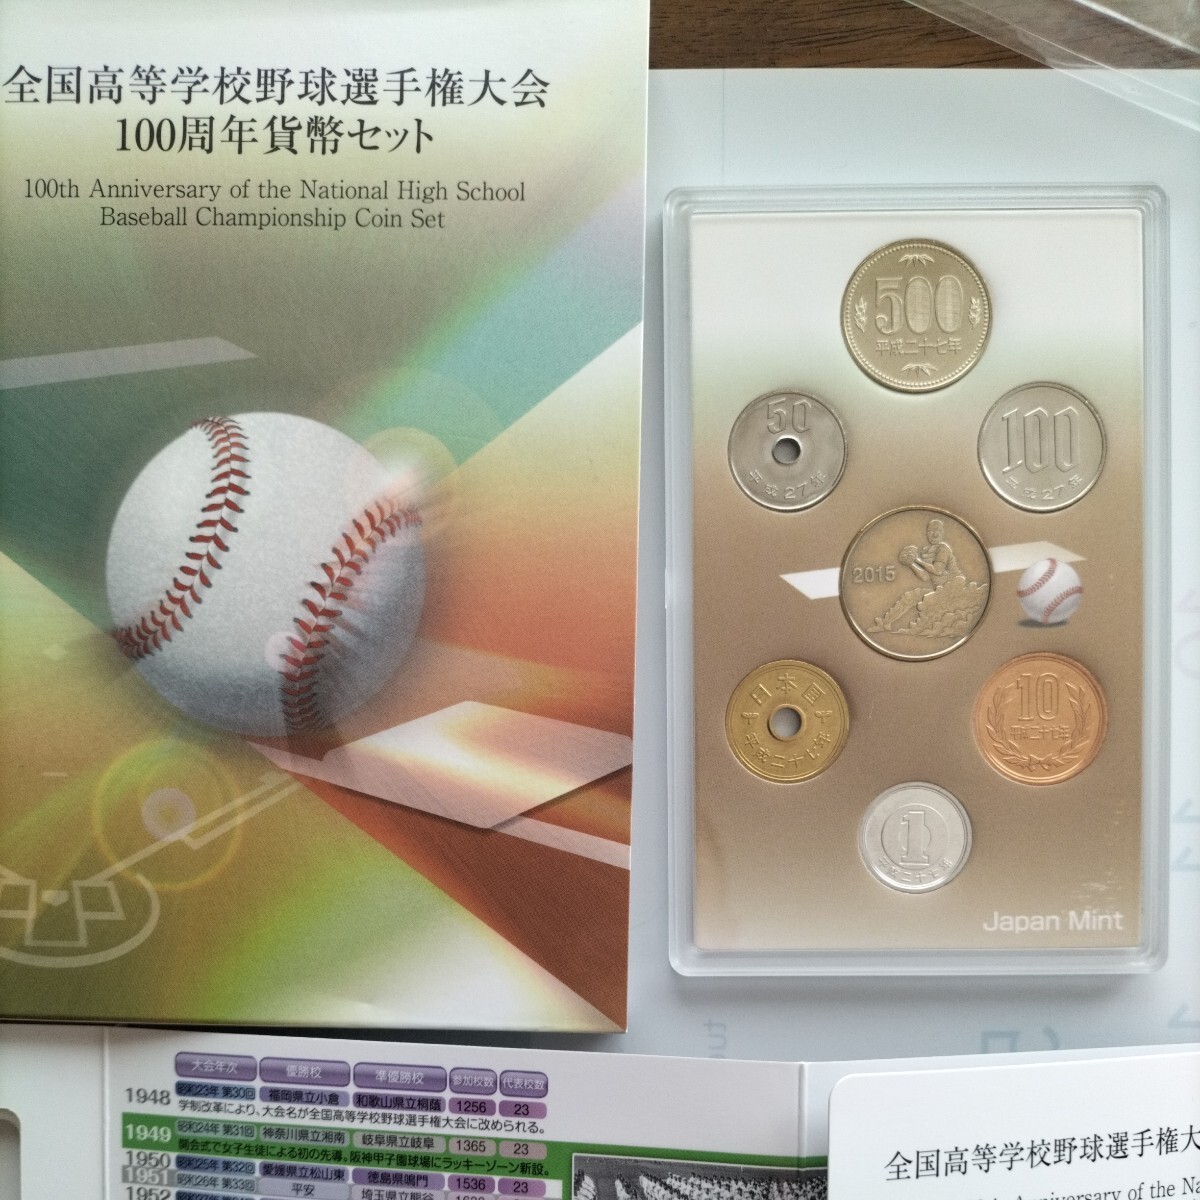 全国高等学校野球選手権大会
100周年貨幣セット
100th Anniversary of the National High School
Baseball Championship Coin Set
500
平成二十七年
50
平成27年
100
平成27年
2015
日本国
平成二十七年
10
平成二十七年
1
平成二十七年
Japan Mint
大会年次 優勝校 準優勝校 参加校数 代表校数
1948 昭和23年 第30回 福岡県立小倉 和歌山県立桐蔭 1256 23
学制改革により、大会名が全国高等学校野球選手権大会に改められる。
1949 昭和24年 第31回 神奈川県立湘南 岐阜県立岐阜 1365 23
開会式で女子生徒による初の先導。阪神甲子園球場にラッキーゾーン新設。
1950 昭和25年 第32回 愛媛県立松山東 徳島県鳴門 1536 23
1951 昭和26年 第33回 平安 埼玉県立熊谷
1952
全国高等学校野球選手権大
Anniversary of the Na